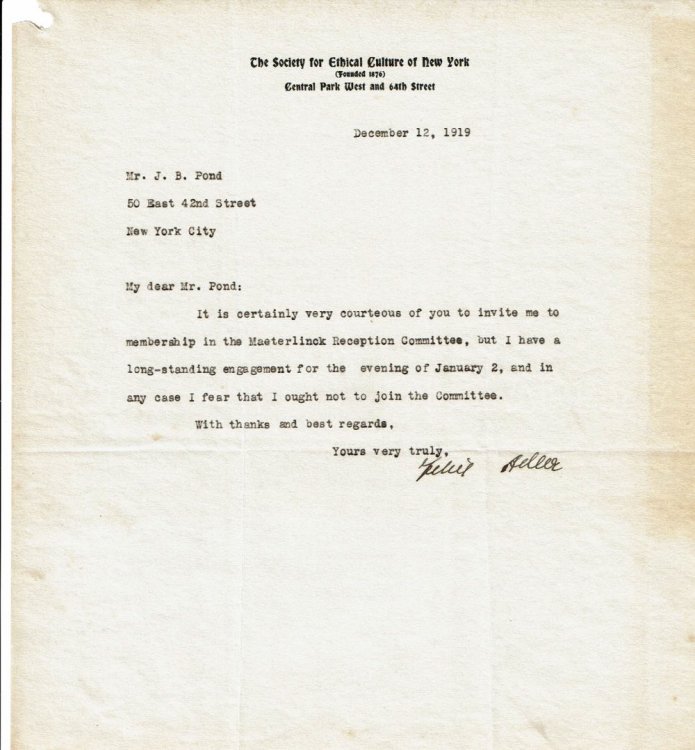 The Society for Ethical Culture of New York
(Founded 1876)
Central Park West and 64th Street
December 12, 1919
Mr. J. B. Pond
50 East 42nd Street
New York City
My dear Mr. Pond:
It is certainly very courteous of you to invite me to
membership in the Maeterlinck Reception Committee, but I have a
long-standing engagement for the evening of January 2, and in
any case I fear that I ought not to join the Committee.
With thanks and best regards,
Yours very truly,
Felix Adler